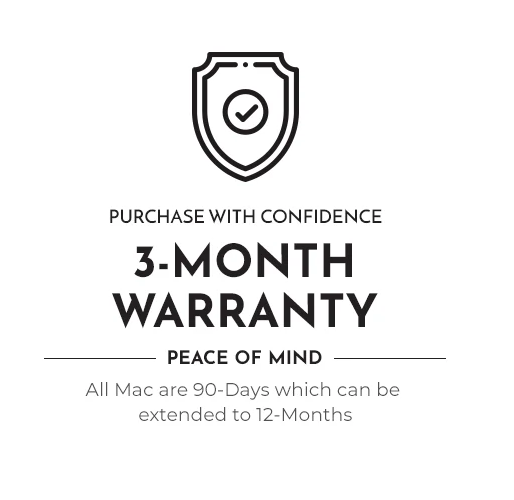 PURCHASE WITH CONFIDENCE
3-MONTH
WARRANTY
PEACE OF MIND
All Mac are 90-Days which can be
extended to 12-Months